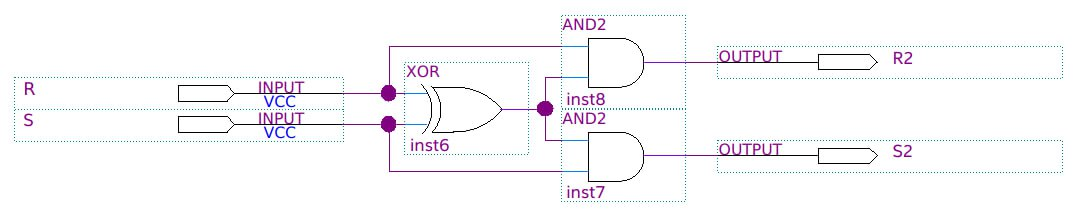 AND2
OUTPUT R2
XOR
R INPUT
VCC
inst8
S INPUT
AND2
VCC
inst6
OUTPUT S2
inst7